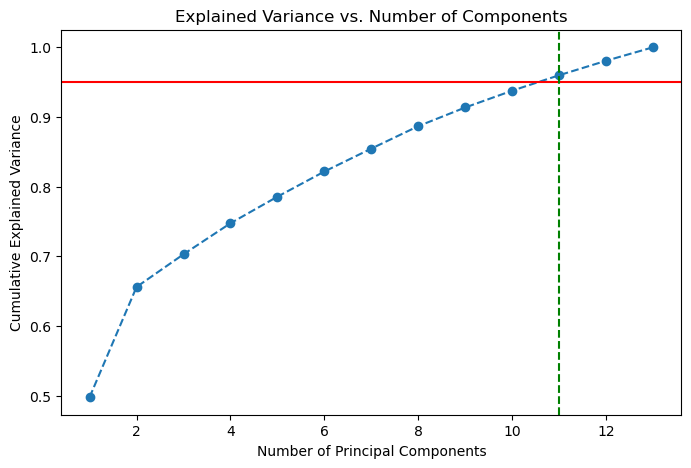 Explained Variance vs. Number of Components
Cumulative Explained Variance
1.0
0.9
0.8
0.7
0.6
0.5
2 4 6 8 10 12
Number of Principal Components